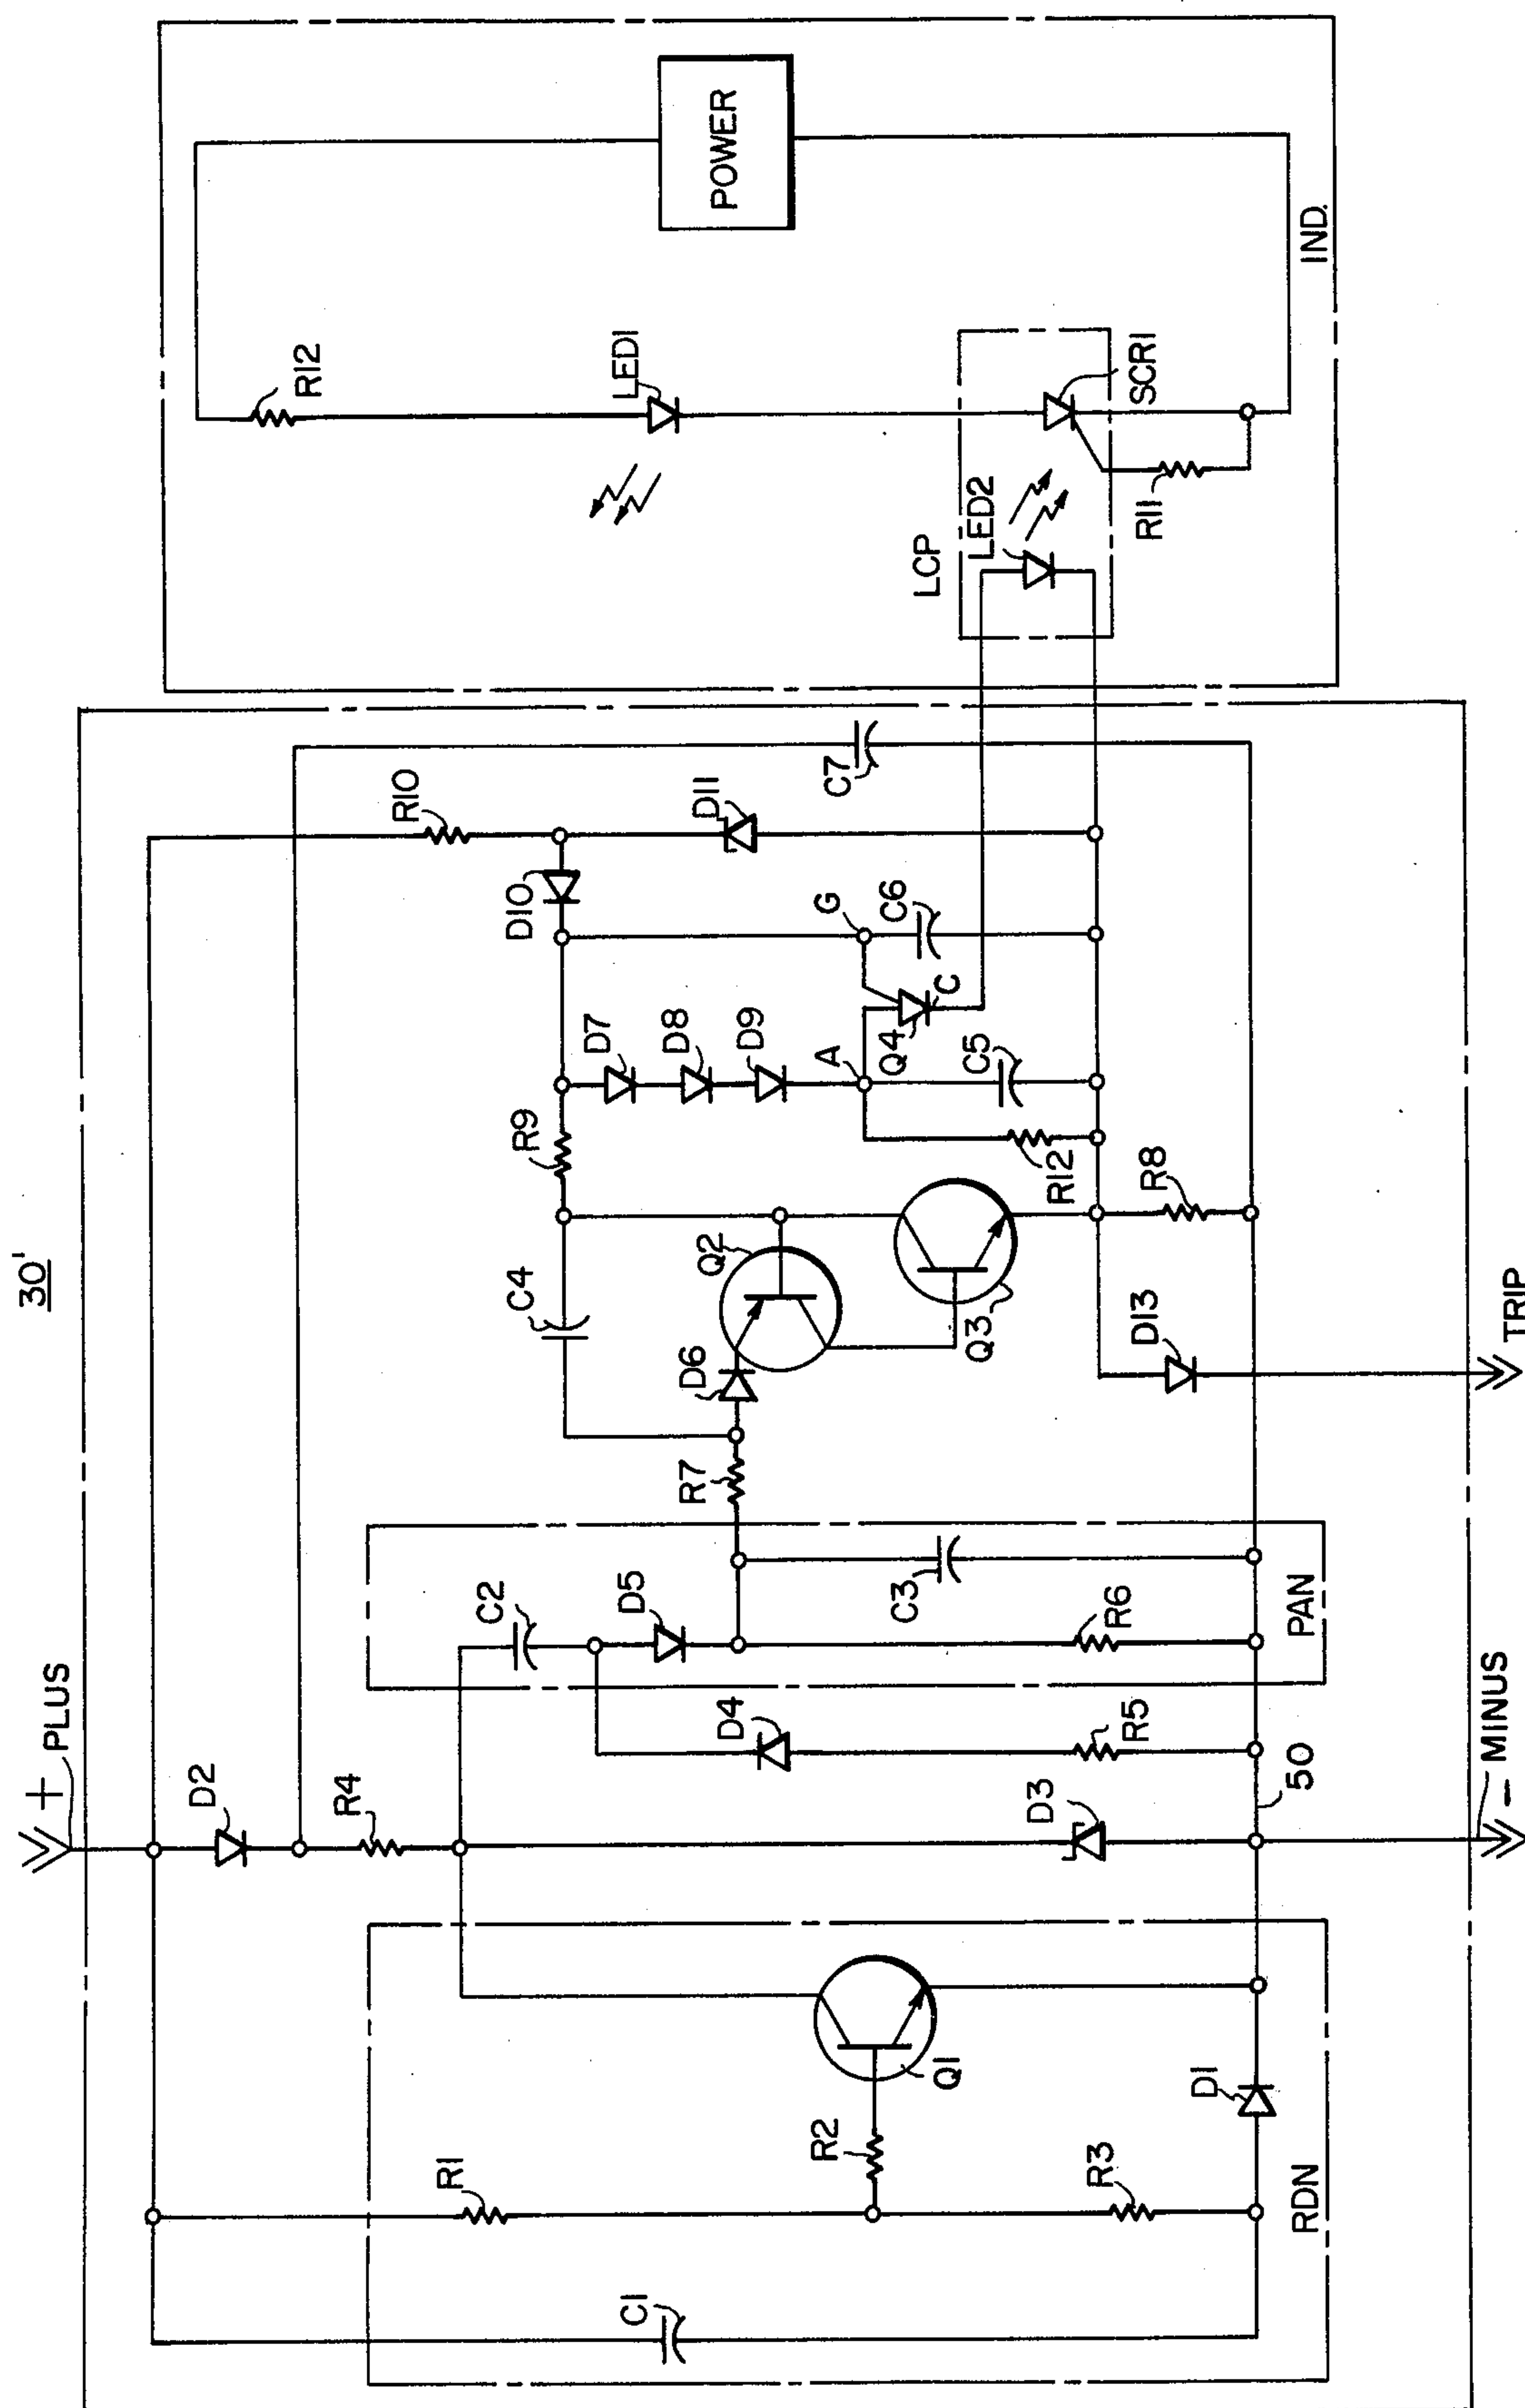 30'
+
PLUS
D2
R4
R10
R12
R1
C2
C4
R9
D10
D7
LED1
C1
D5
D8
D11
R7
D6
Q2
D9
POWER
D4
A
G
C7
R2
C3
C6
LCP
Q1
Q4
C
LED2
Q3
C5
D3
R12
R3
R5
R6
D13
R8
R11
SCR1
D1
RDN
50
PAN
IND.
− MINUS
TRIP